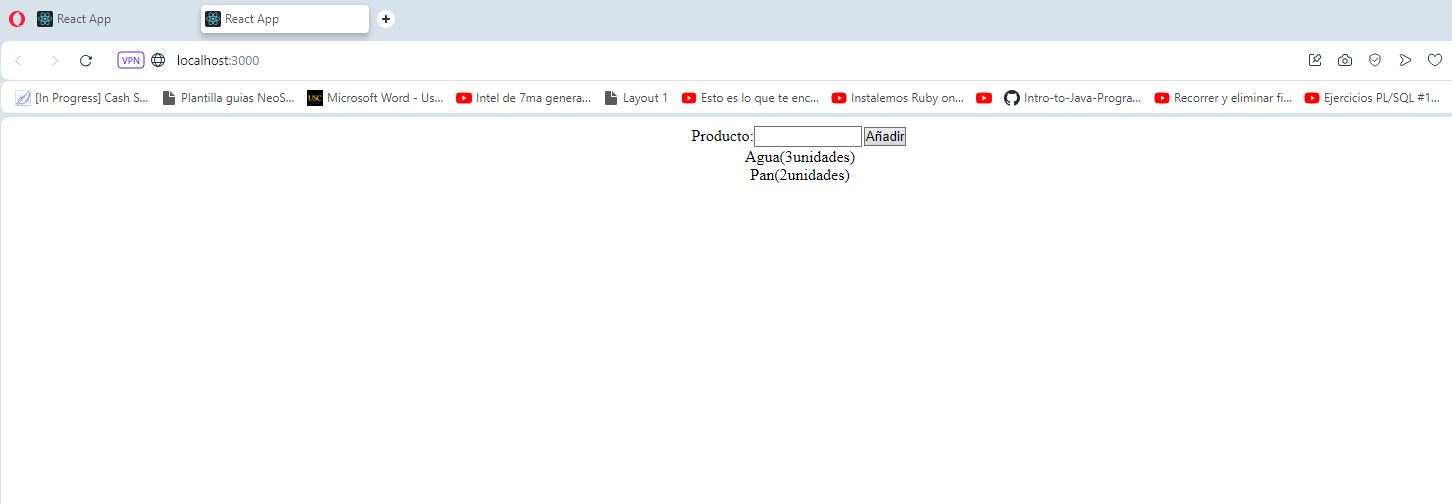 React App
React App
VPN localhost:3000
[In Progress] Cash S... Plantilla guias NeoS... USC Microsoft Word - Us... Intel de 7ma genera... Layout 1 Esto es lo que te enc... Instalemos Ruby on... Intro-to-Java-Progra... Recorrer y eliminar fi... Ejercicios PL/SQL #1...
Producto: Añadir
Agua(3unidades)
Pan(2unidades)